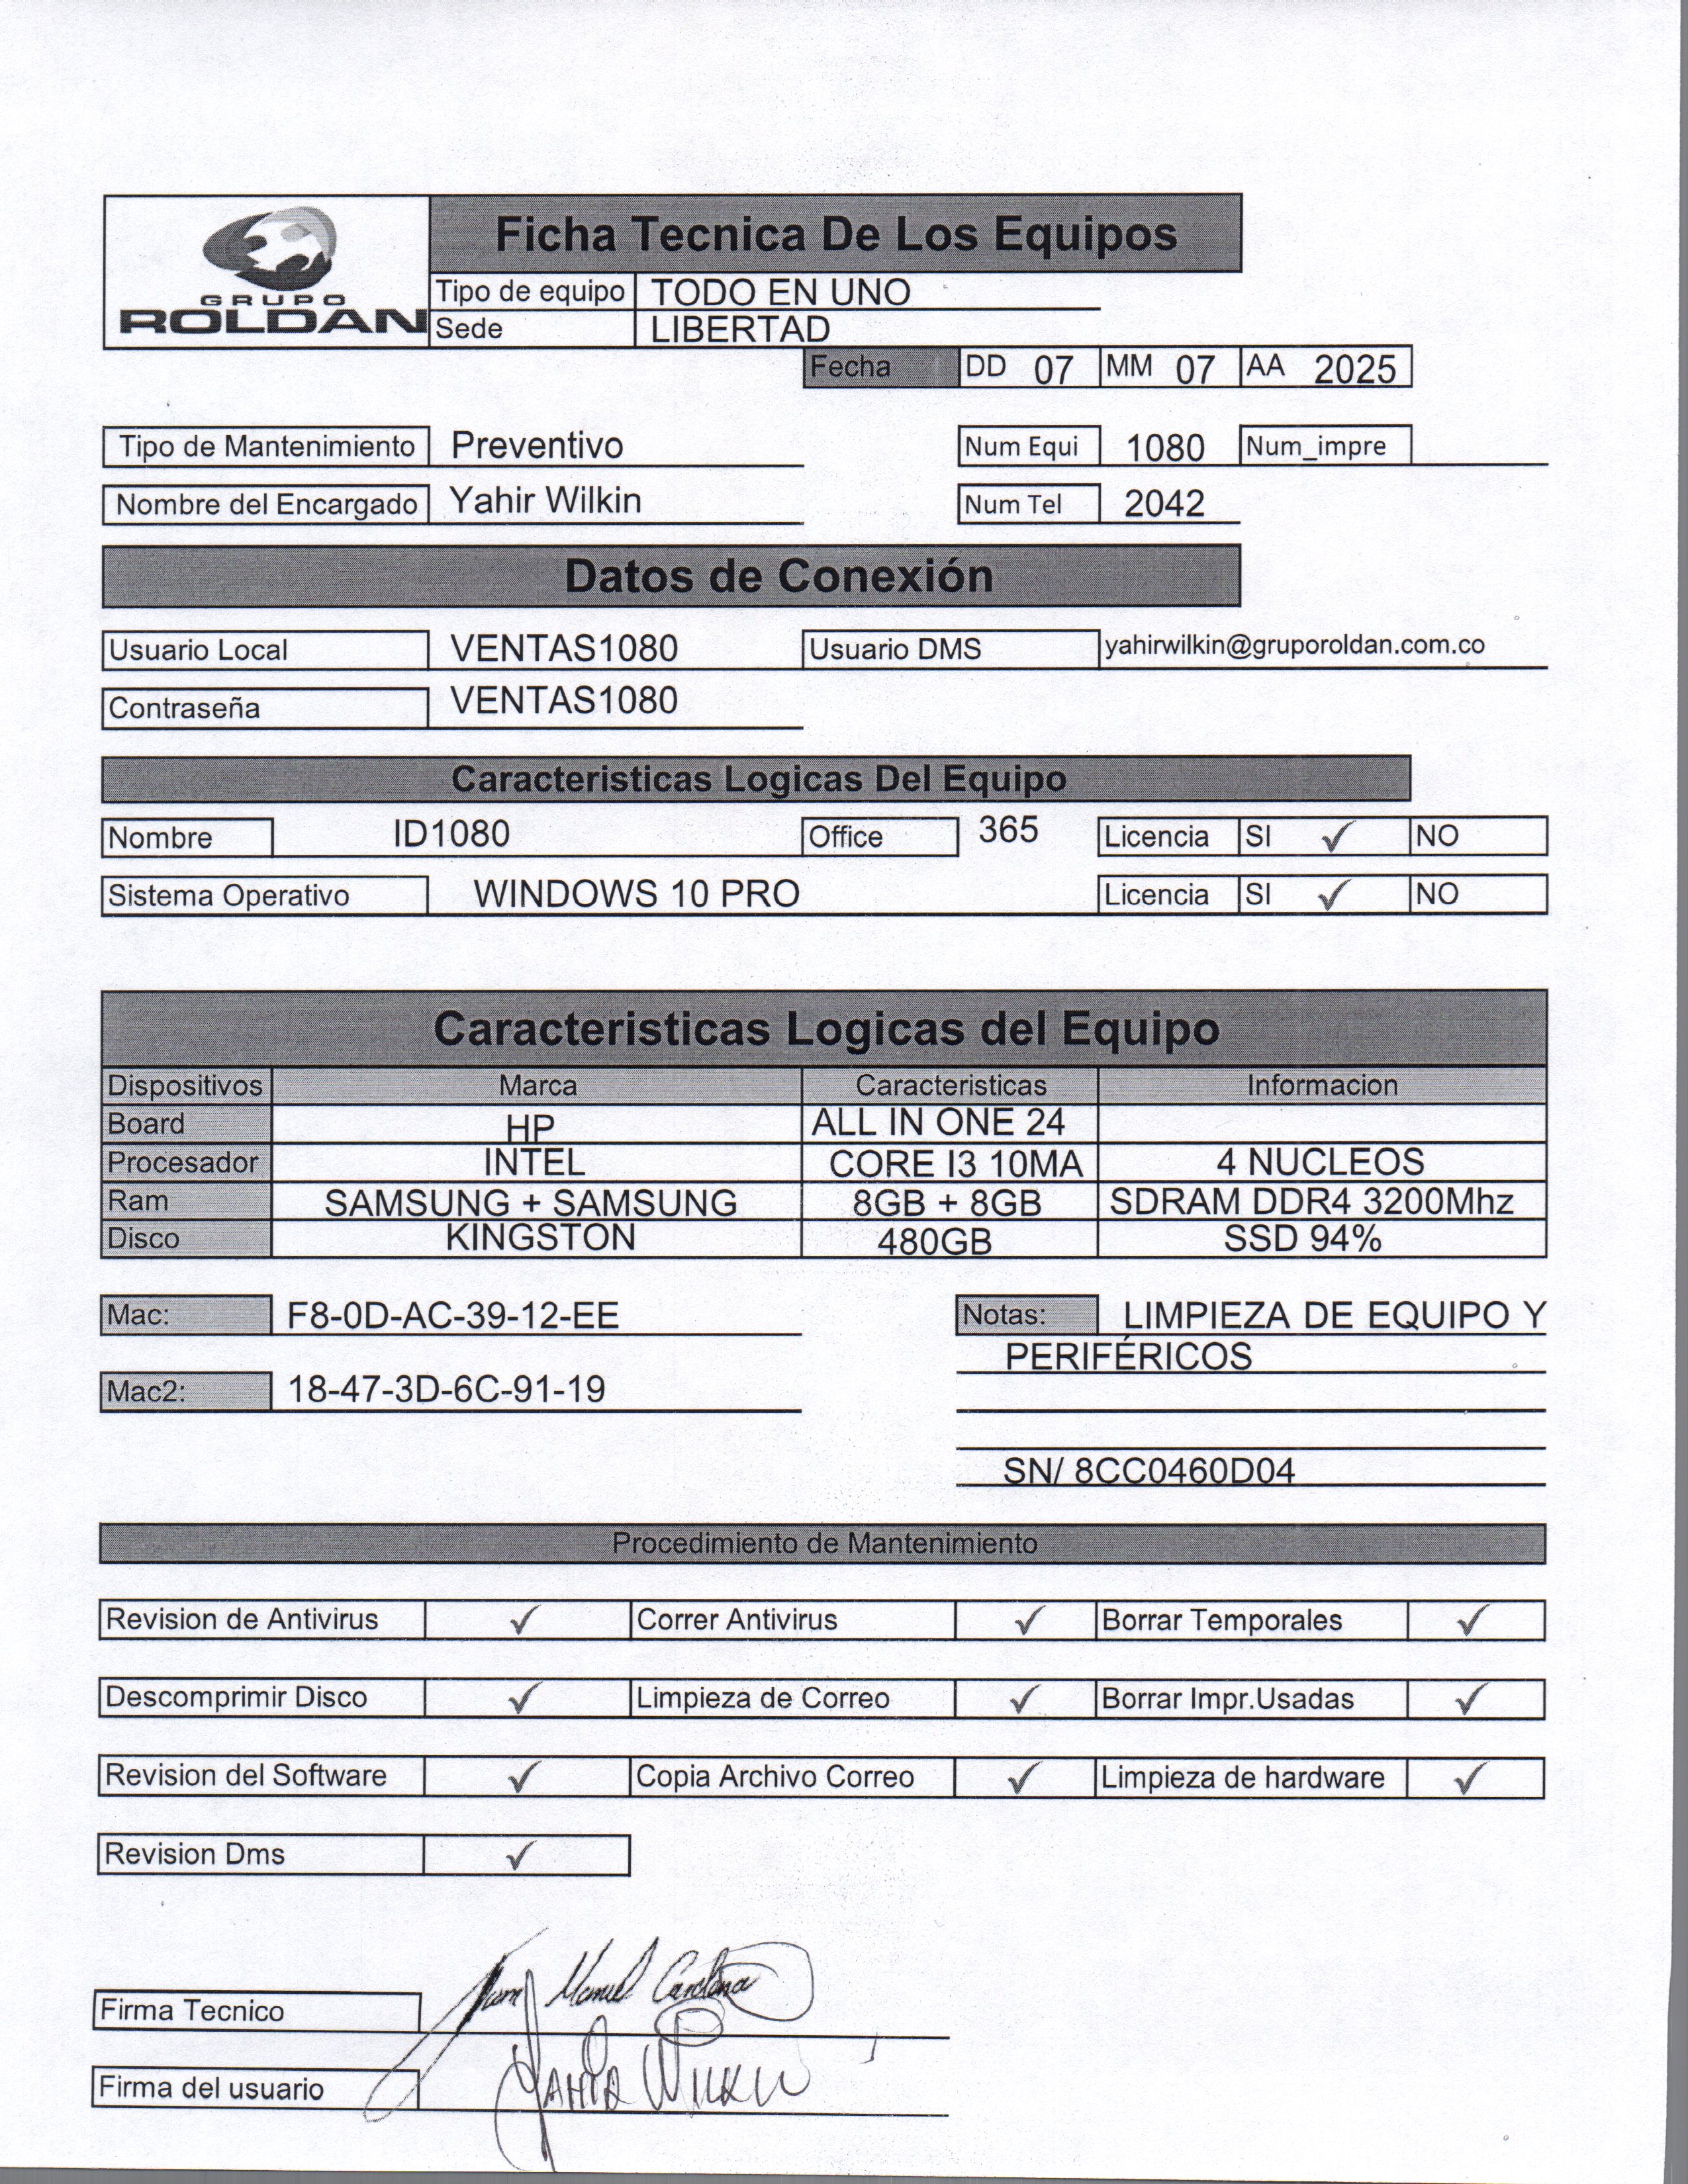 Ficha Tecnica De Los Equipos
GRUPO
ROLDAN
Tipo de equipo TODO EN UNO
Sede LIBERTAD
Fecha DD 07 MM 07 AA 2025
Tipo de Mantenimiento Preventivo Num Equi 1080 Num_impre
Nombre del Encargado Yahir Wilkin Num Tel 2042
Datos de Conexión
Usuario Local VENTAS1080 Usuario DMS yahirwilkin@gruporoldan.com.co
Contraseña VENTAS1080
Caracteristicas Logicas Del Equipo
Nombre ID1080 Office 365 Licencia SI ✓ NO
Sistema Operativo WINDOWS 10 PRO Licencia SI ✓ NO
Caracteristicas Logicas del Equipo
Dispositivos Marca Caracteristicas Informacion
Board HP ALL IN ONE 24
Procesador INTEL CORE I3 10MA 4 NUCLEOS
Ram SAMSUNG + SAMSUNG 8GB + 8GB SDRAM DDR4 3200Mhz
Disco KINGSTON 480GB SSD 94%
Mac: F8-0D-AC-39-12-EE Notas: LIMPIEZA DE EQUIPO Y
PERIFÉRICOS
Mac2: 18-47-3D-6C-91-19
SN/ 8CC0460D04
Procedimiento de Mantenimiento
Revision de Antivirus ✓ Correr Antivirus ✓ Borrar Temporales ✓
Descomprimir Disco ✓ Limpieza de Correo ✓ Borrar Impr.Usadas ✓
Revision del Software ✓ Copia Archivo Correo ✓ Limpieza de hardware ✓
Revision Dms ✓
Firma Tecnico Juan Manuel Cardona
Firma del usuario YAHIR WILKIN